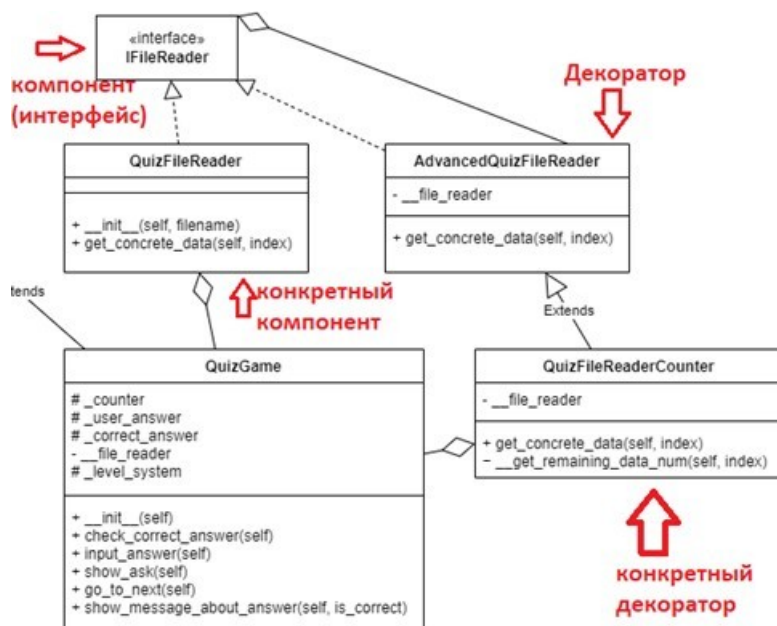 «interface»
IFileReader
компонент
(интерфейс)
Декоратор
QuizFileReader
+ __init__(self, filename)
+ get_concrete_data(self, index)
AdvancedQuizFileReader
- __file_reader
+ get_concrete_data(self, index)
конкретный
компонент
tends
Extends
QuizGame
# _counter
# _user_answer
# _correct_answer
- __file_reader
# _level_system
+ __init__(self)
+ check_correct_answer(self)
+ input_answer(self)
+ show_ask(self)
+ go_to_next(self)
+ show_message_about_answer(self, is_correct)
QuizFileReaderCounter
- __file_reader
+ get_concrete_data(self, index)
− __get_remaining_data_num(self, index)
конкретный
декоратор